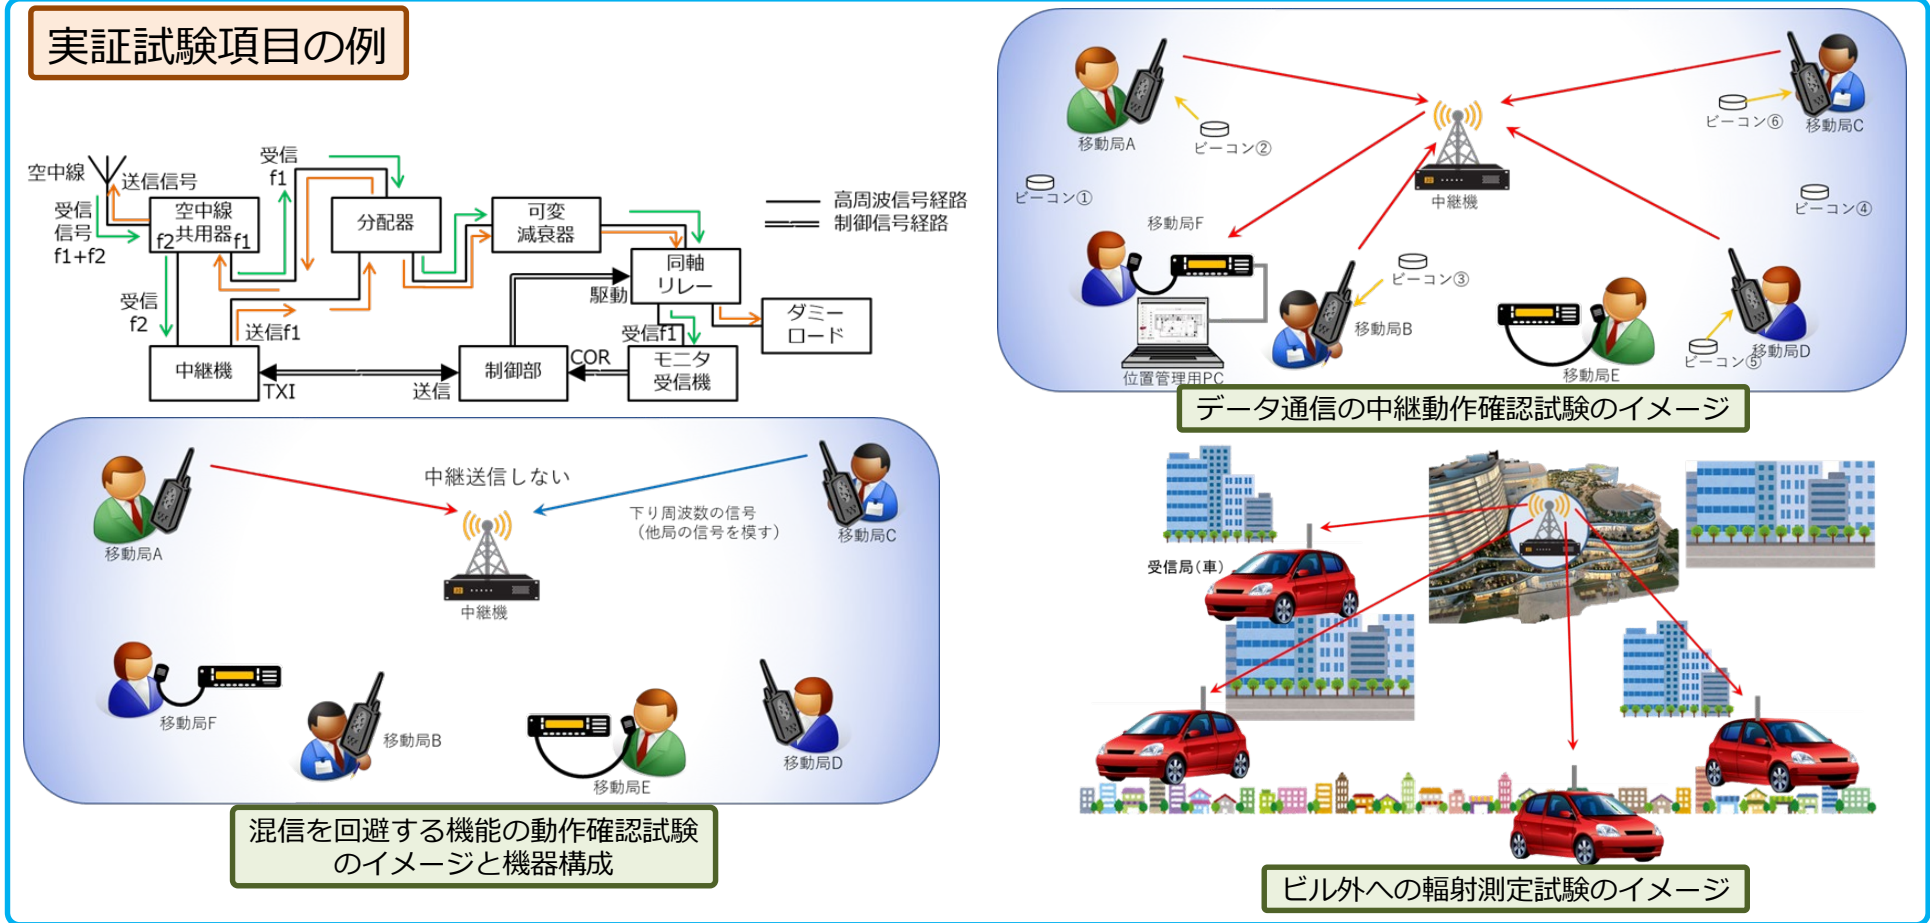 実証試験項目の例
空中線
送信信号
受信
信号
f1+f2
空中線
共用器
f2 f1
受信
f1
分配器
可変
減衰器
高周波信号経路
制御信号経路
同軸
リレー
駆動
ダミー
ロード
受信
f2
送信f1
受信f1
中継機
TXI
送信
制御部
COR
モニタ
受信機
移動局A
中継送信しない
下り周波数の信号
（他局の信号を模す）
移動局C
中継機
移動局F
移動局B
移動局E
移動局D
混信を回避する機能の動作確認試験
のイメージと機器構成
移動局A
ビーコン②
ビーコン⑥
移動局C
ビーコン①
中継機
ビーコン④
移動局F
ビーコン③
移動局B
ビーコン⑤
移動局D
位置管理用PC
移動局E
データ通信の中継動作確認試験のイメージ
受信局（車）
ビル外への輻射測定試験のイメージ